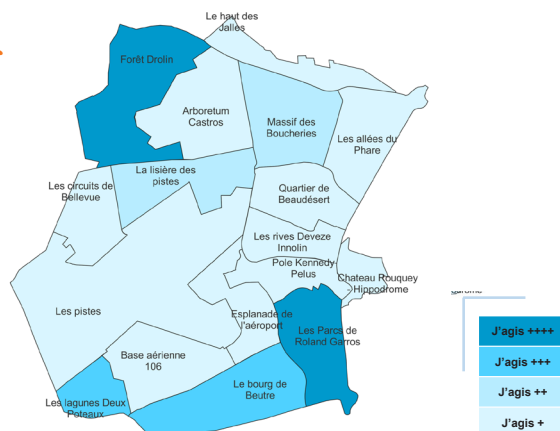 Le haut des
Jalles
Forêt Drolin
Arboretum
Castros
Massif des
Boucheries
Les allées du
Phare
La lisière des
pistes
Les circuits de
Bellevue
Quartier de
Beaudésert
Les rives Deveze
Innolin
Pole Kennedy
Pelus
Chateau Rouquey
- Hippodrome
Les pistes
Esplanade de
l'aéroport
Les Parcs de
Roland Garros
Base aérienne
106
Le bourg de
Beutre
Les lagunes Deux
Poteaux
J'agis ++++
J'agis +++
J'agis ++
J'agis +